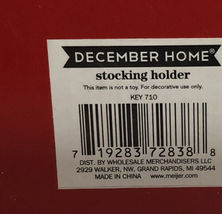 DECEMBER HOME®
stocking holder
This item is not a toy. For decorative use only.
KEY 710
7 19283 72838 8
DIST. BY WHOLESALE MERCHANDISERS LLC
2929 WALKER, NW, GRAND RAPIDS, MI 49544
MADE IN CHINA www.meijer.com